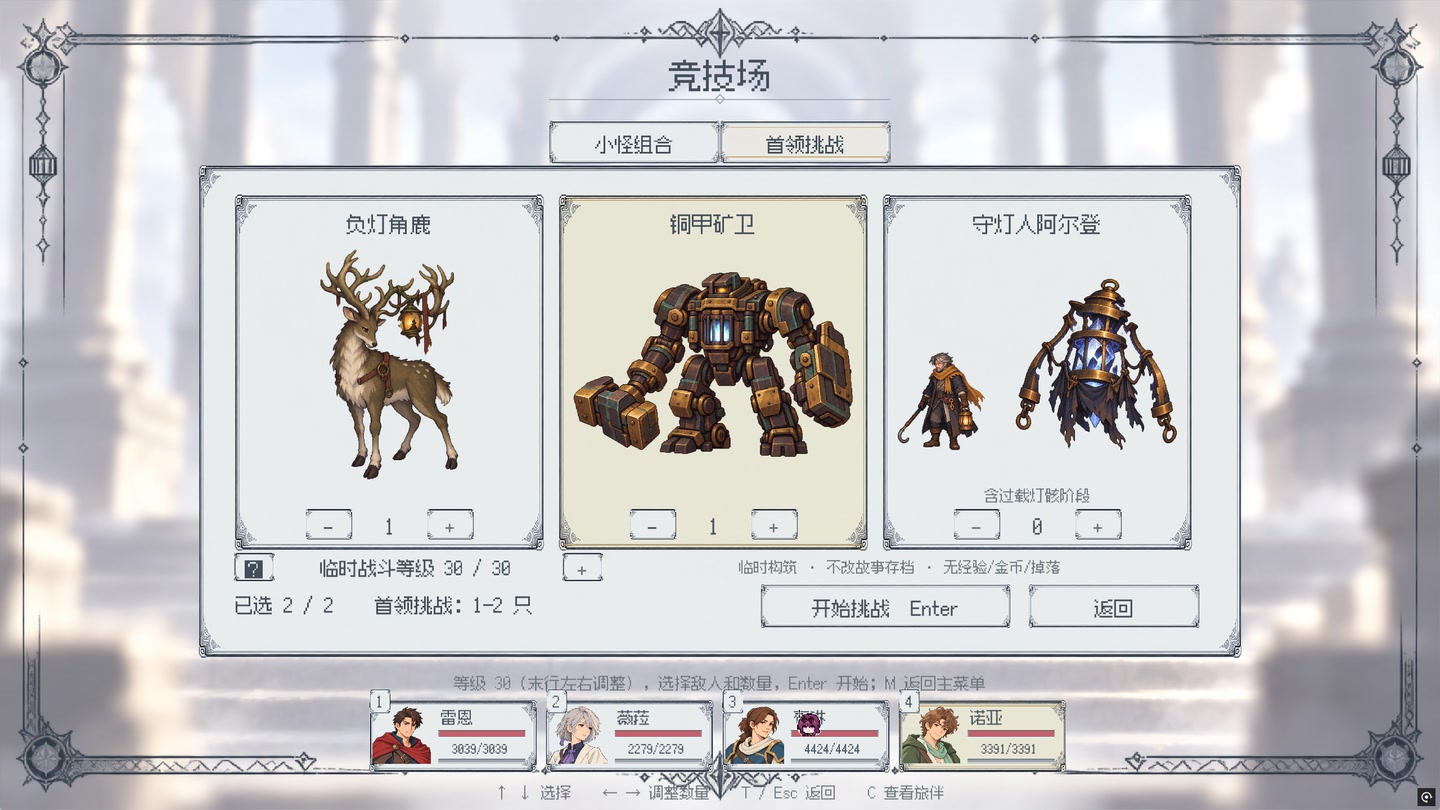 竞技场
小怪组合 首领挑战
负灯角鹿 铜甲矿卫 守灯人阿尔登
含过载灯骸阶段
- 1 + - 1 + - 0 +
? 临时战斗等级 30 / 30 + 临时构筑 · 不改故事存档 · 无经验/金币/掉落
已选 2 / 2 首领挑战: 1-2 只 开始挑战 Enter 返回
等级 30 (末行左右调整) , 选择敌人和数量, Enter 开始; M 返回主菜单
1 雷恩 2 薇菈 3 4 诺亚
3039/3039 2279/2279 4424/4424 3391/3391
↑ ↓ 选择 ← → 调整数量 T / Esc 返回 C 查看旅伴